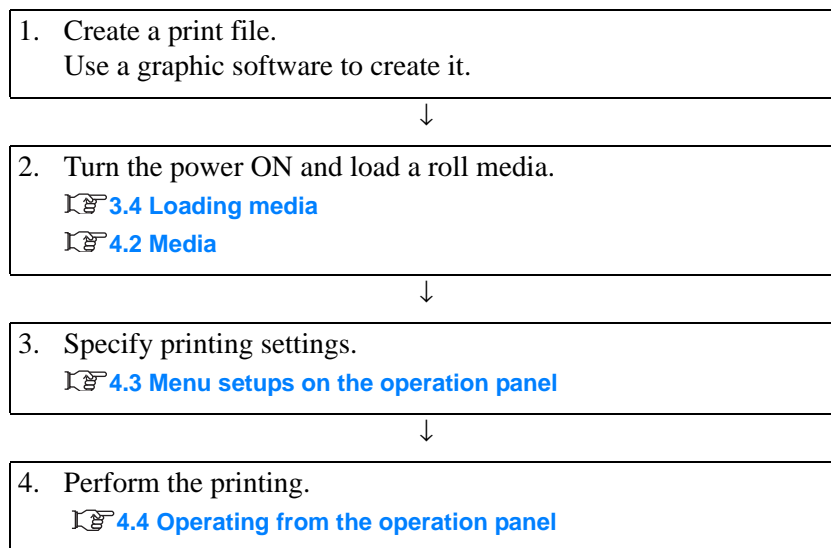 1. Create a print file.
Use a graphic software to create it.
↓
2. Turn the power ON and load a roll media.
☞3.4 Loading media
☞4.2 Media
↓
3. Specify printing settings.
☞4.3 Menu setups on the operation panel
↓
4. Perform the printing.
☞4.4 Operating from the operation panel